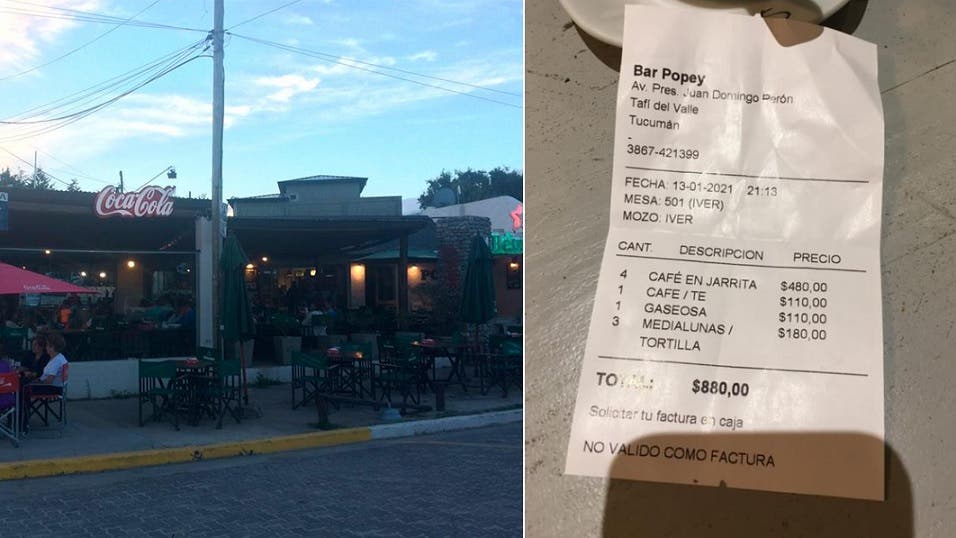 Coca-Cola
Bar Popey
Av. Pres. Juan Domingo Perón
Tafí del Valle
Tucumán
-
3867-421399
FECHA: 13-01-2021 21:13
MESA: 501 (IVER)
MOZO: IVER
CANT. DESCRIPCION PRECIO
4 CAFÉ EN JARRITA $480,00
1 CAFE / TE $110,00
1 GASEOSA $110,00
3 MEDIALUNAS / $180,00
TORTILLA
TOTAL: $880,00
Solicitar tu factura en caja
NO VALIDO COMO FACTURA